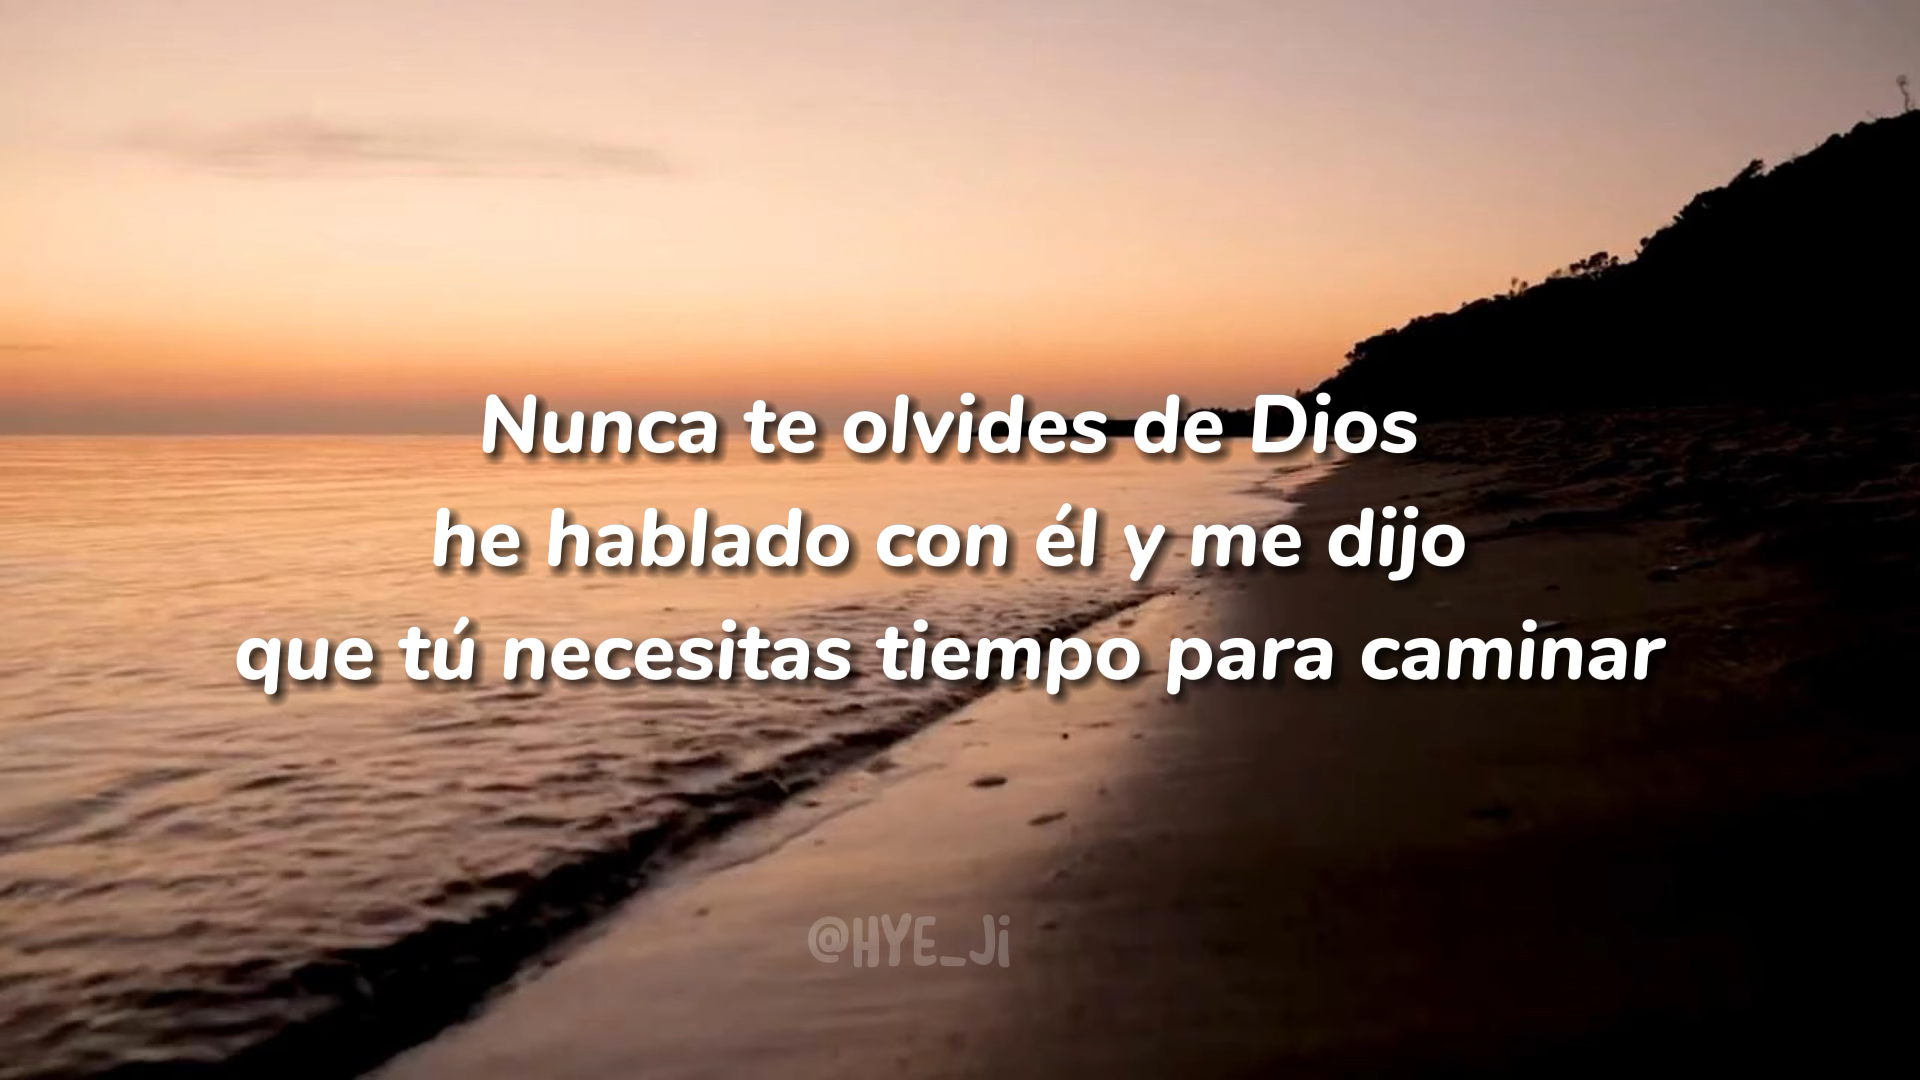 Nunca te olvides de Dios
he hablado con él y me dijo
que tú necesitas tiempo para caminar
@HYE_Ji